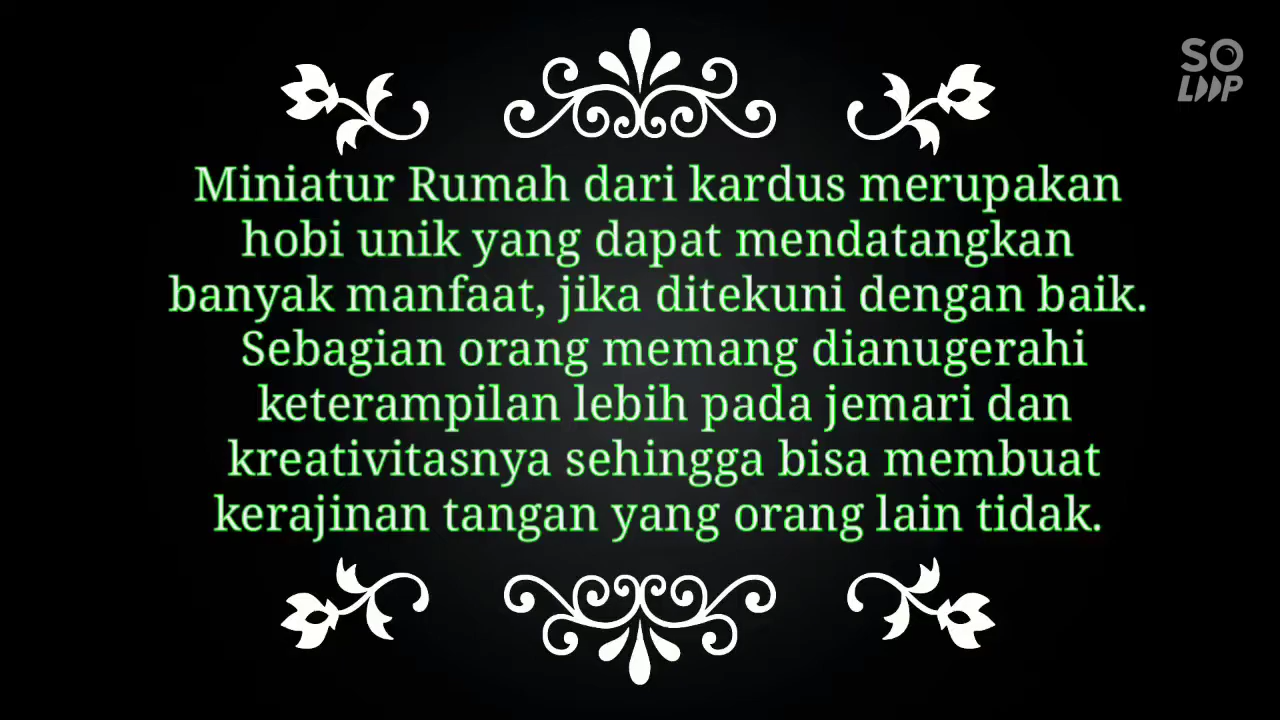 SO
LOOP
Miniatur Rumah dari kardus merupakan
hobi unik yang dapat mendatangkan
banyak manfaat, jika ditekuni dengan baik.
Sebagian orang memang dianugerahi
keterampilan lebih pada jemari dan
kreativitasnya sehingga bisa membuat
kerajinan tangan yang orang lain tidak.